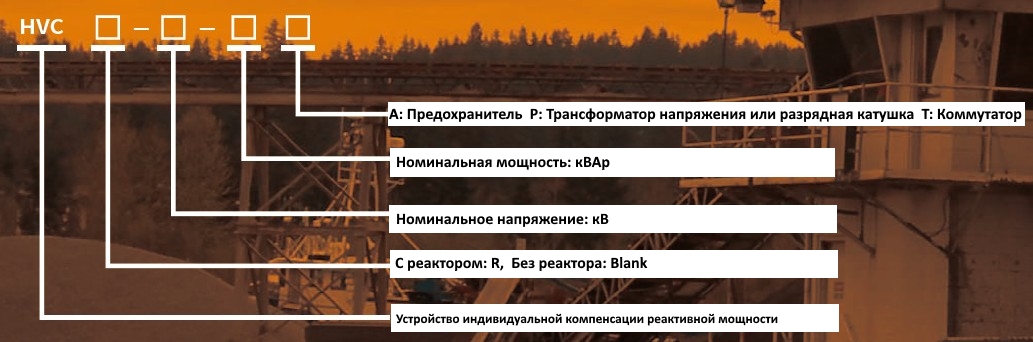 HVC □ – □ – □ □
А: Предохранитель Р: Трансформатор напряжения или разрядная катушка Т: Коммутатор
Номинальная мощность: кВАр
Номинальное напряжение: кВ
С реактором: R, Без реактора: Blank
Устройство индивидуальной компенсации реактивной мощности